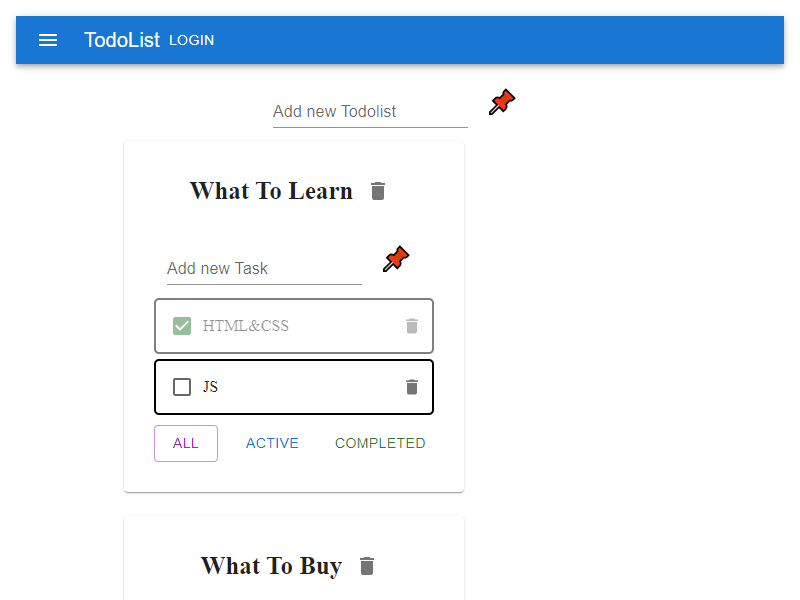 TodoList LOGIN
Add new Todolist
What To Learn
Add new Task
HTML&CSS
JS
ALL ACTIVE COMPLETED
What To Buy